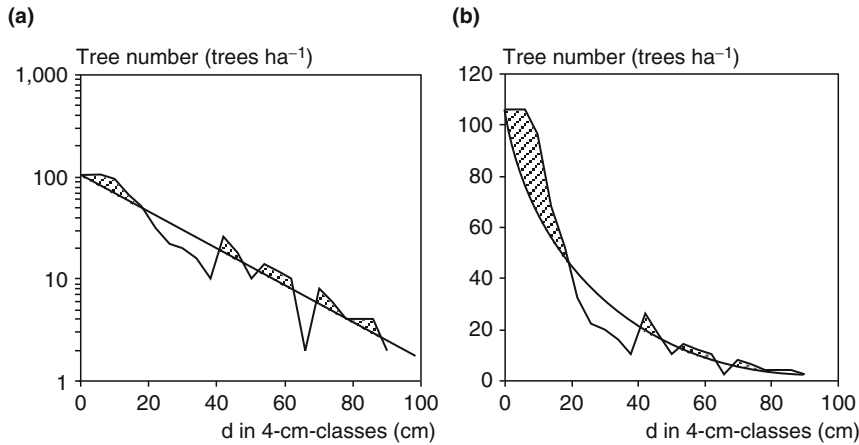 (a)
Tree number (trees ha⁻¹)
1,000
100
10
1
0 20 40 60 80 100
d in 4-cm-classes (cm)
(b)
Tree number (trees ha⁻¹)
120
100
80
60
40
20
0
0 20 40 60 80 100
d in 4-cm-classes (cm)